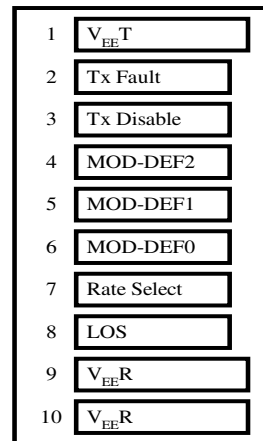 1 VEET
2 Tx Fault
3 Tx Disable
4 MOD-DEF2
5 MOD-DEF1
6 MOD-DEF0
7 Rate Select
8 LOS
9 VEER
10 VEER